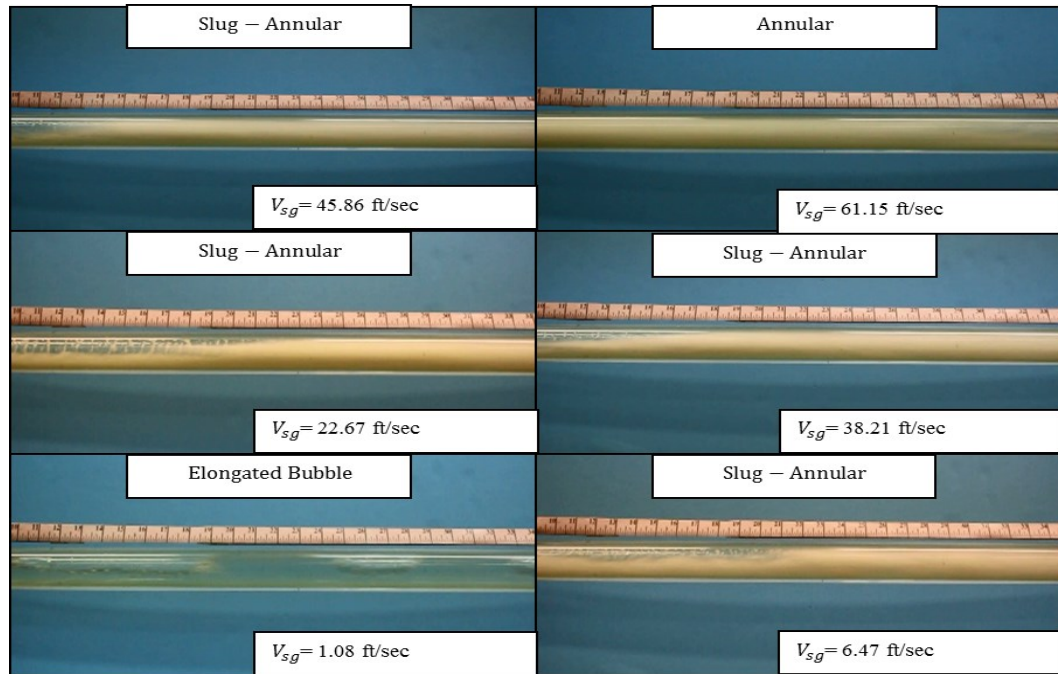 Slug – Annular
Annular
V_sg= 45.86 ft/sec
V_sg= 61.15 ft/sec
Slug – Annular
Slug – Annular
V_sg= 22.67 ft/sec
V_sg= 38.21 ft/sec
Elongated Bubble
Slug – Annular
V_sg= 1.08 ft/sec
V_sg= 6.47 ft/sec